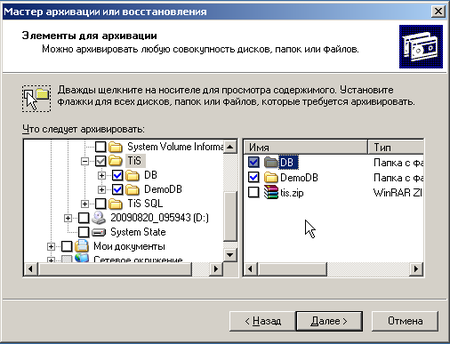 Мастер архивации или восстановления
Элементы для архивации
Можно архивировать любую совокупность дисков, папок или файлов.
Дважды щелкните на носителе для просмотра содержимого. Установите
флажки для всех дисков, папок или файлов, которые требуется архивировать.
Что следует архивировать:
System Volume Informa
TiS
DB
DemoDB
TiS SQL
20090820_095943 (D:)
System State
Мои документы
Сетевое окружение
Имя Тип
DB Папка с фа
DemoDB Папка с фа
tis.zip WinRAR ZI
< Назад Далее > Отмена